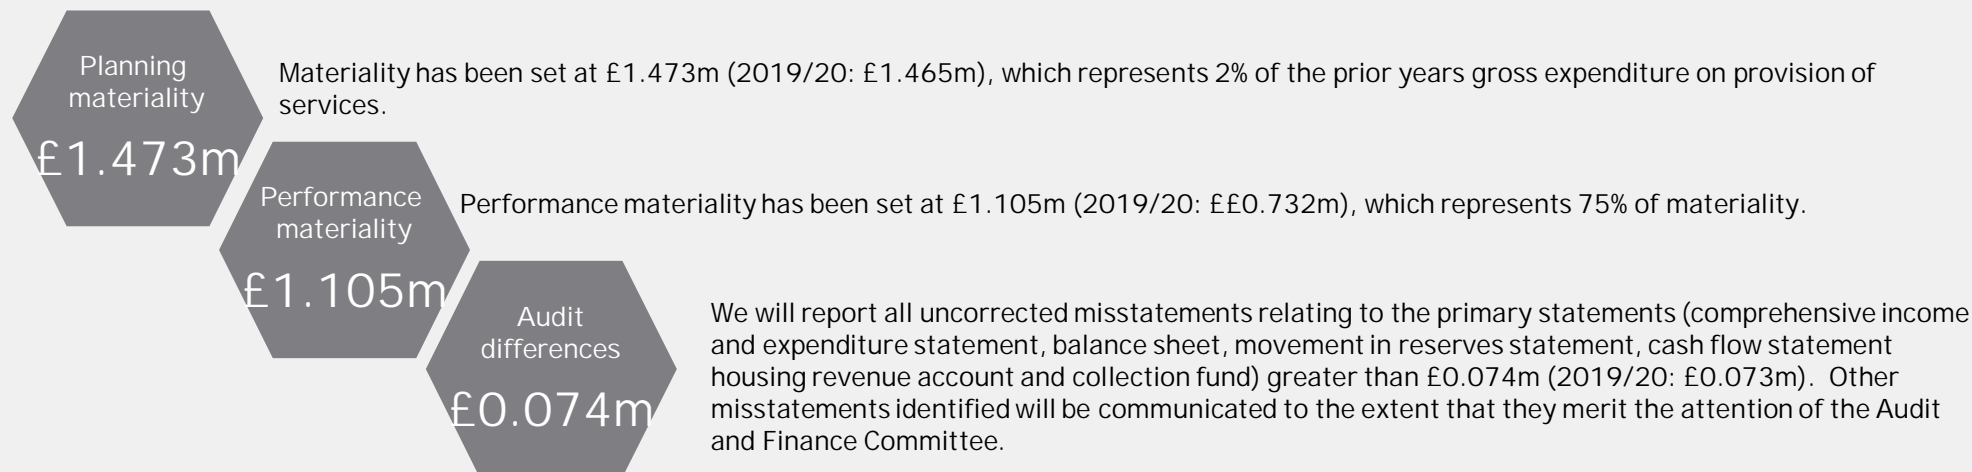 Planning
materiality
£1.473m
Materiality has been set at £1.473m (2019/20: £1.465m), which represents 2% of the prior years gross expenditure on provision of
services.
Performance
materiality
£1.105m
Performance materiality has been set at £1.105m (2019/20: ££0.732m), which represents 75% of materiality.
Audit
differences
£0.074m
We will report all uncorrected misstatements relating to the primary statements (comprehensive income
and expenditure statement, balance sheet, movement in reserves statement, cash flow statement
housing revenue account and collection fund) greater than £0.074m (2019/20: £0.073m).  Other
misstatements identified will be communicated to the extent that they merit the attention of the Audit
and Finance Committee.